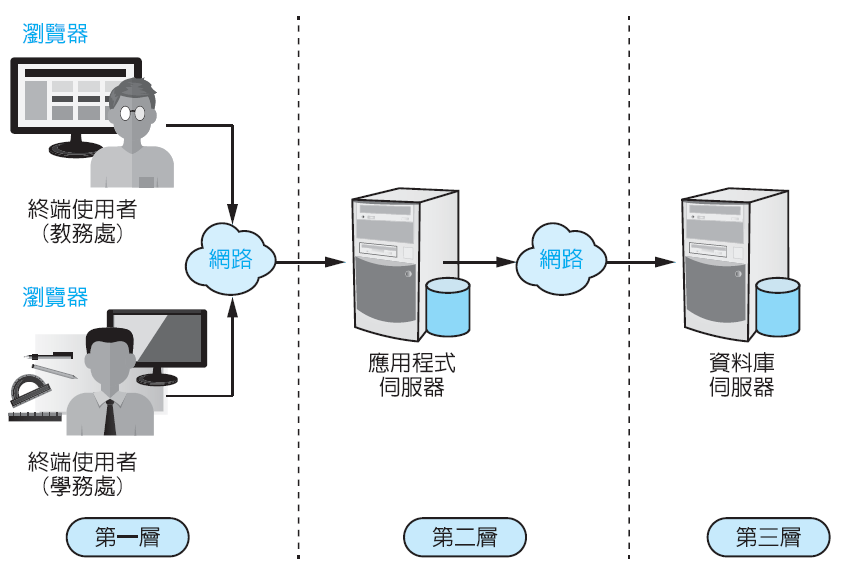 瀏覽器
終端使用者
(教務處)
網路
瀏覽器
終端使用者
(學務處)
應用程式
伺服器
網路
資料庫
伺服器
第一層
第二層
第三層